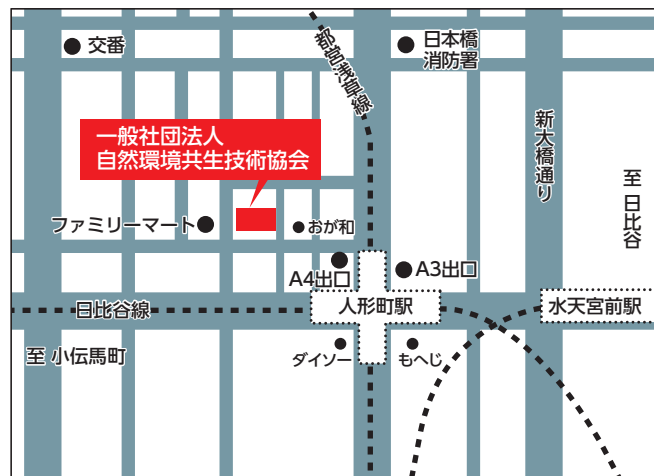 交番
日本橋
消防署
都営浅草線
一般社団法人
自然環境共生技術協会
新大橋通り
至 日比谷
ファミリーマート
おが和
A4出口
A3出口
日比谷線
人形町駅
水天宮前駅
至 小伝馬町
ダイソー
もへじ